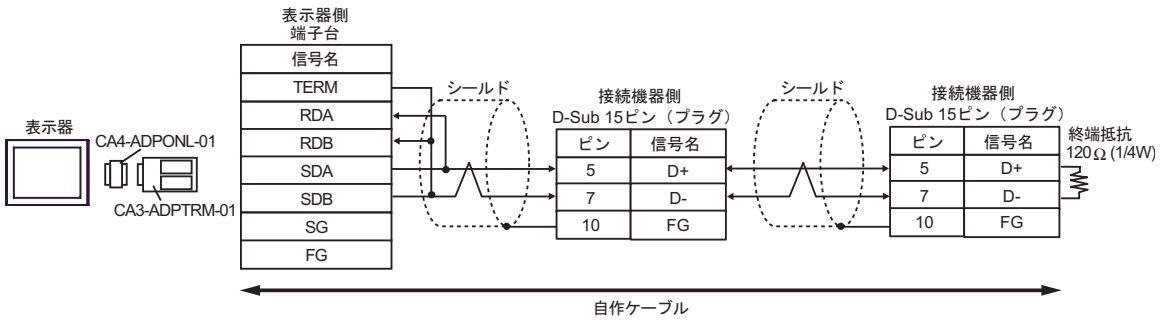 表示器
CA4-ADPONL-01
CA3-ADPTRM-01
表示器側
端子台
信号名
TERM
RDA
RDB
SDA
SDB
SG
FG
シールド
接続機器側
D-Sub 15ピン（プラグ）
ピン 信号名
5 D+
7 D-
10 FG
シールド
接続機器側
D-Sub 15ピン（プラグ）
ピン 信号名
5 D+
7 D-
10 FG
終端抵抗
120Ω (1/4W)
自作ケーブル